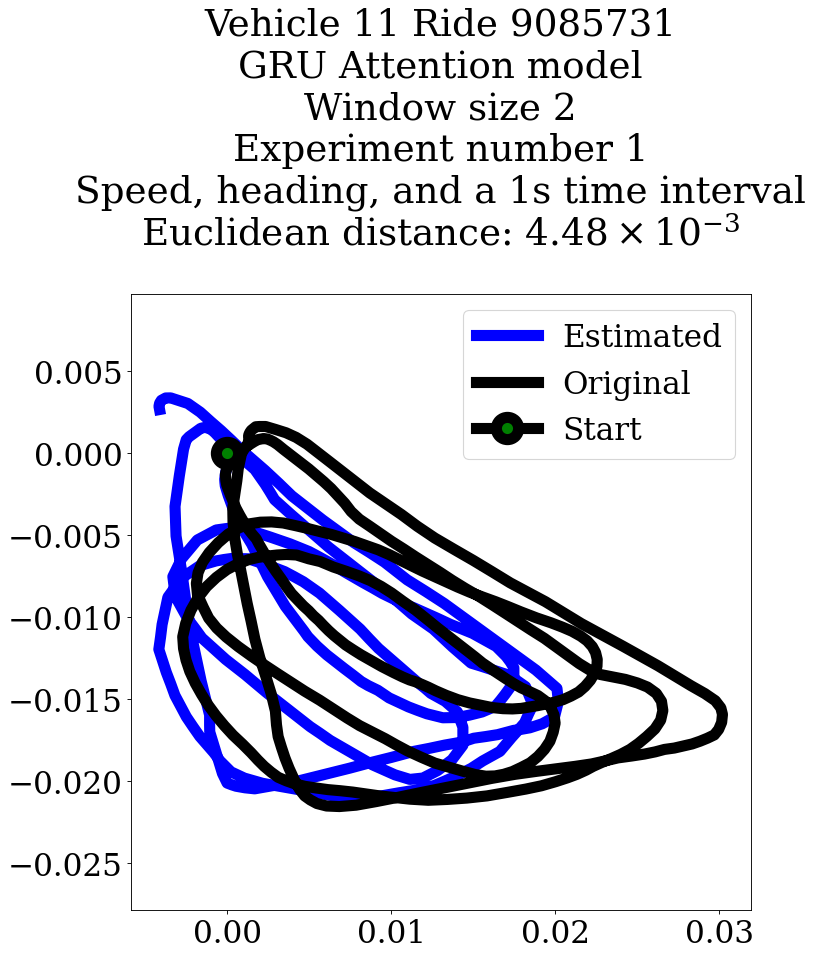 Vehicle 11 Ride 9085731
GRU Attention model
Window size 2
Experiment number 1
Speed, heading, and a 1s time interval
Euclidean distance: 4.48 × 10⁻³
Estimated
Original
Start
0.005
0.000
−0.005
−0.010
−0.015
−0.020
−0.025
0.00 0.01 0.02 0.03